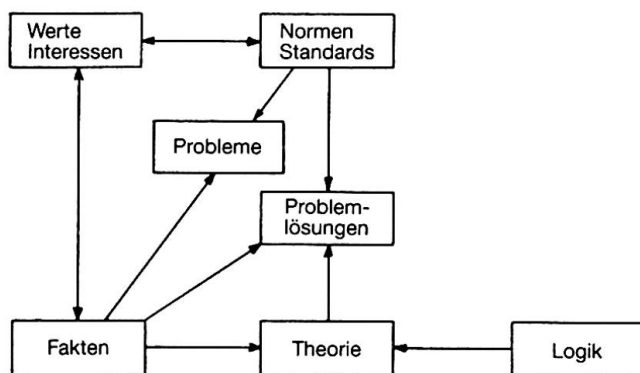 Werte
Interessen
Normen
Standards
Probleme
Problem-
lösungen
Fakten
Theorie
Logik